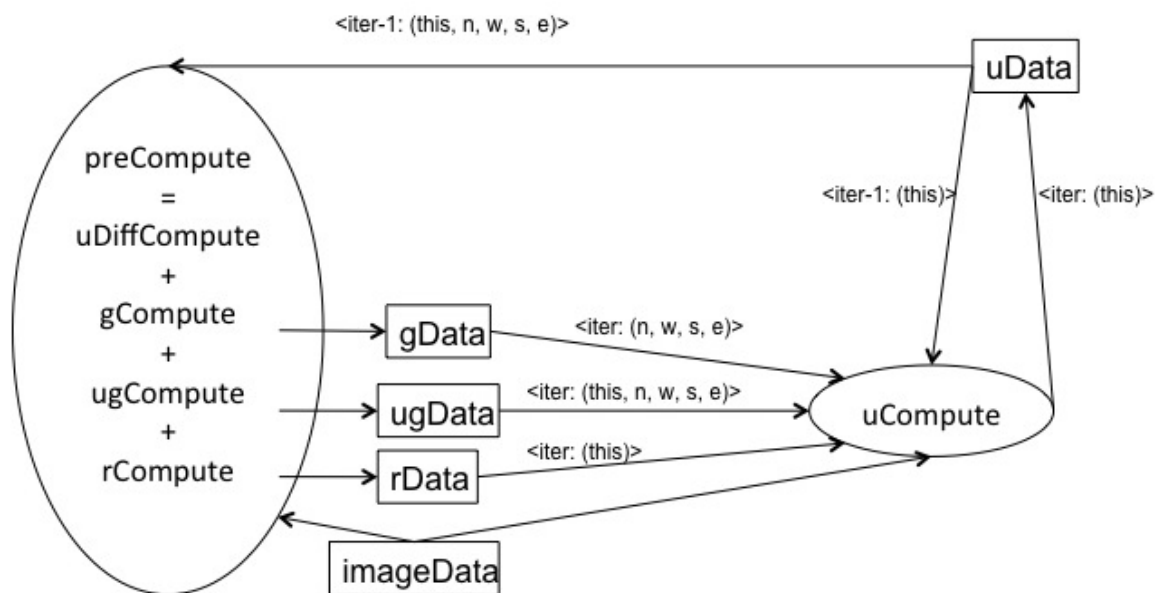 <iter-1: (this, n, w, s, e)>
uData
preCompute
=
uDiffCompute
+
gCompute
+
ugCompute
+
rCompute
<iter-1: (this)>
<iter: (this)>
gData
<iter: (n, w, s, e)>
ugData
<iter: (this, n, w, s, e)>
uCompute
rData
<iter: (this)>
imageData